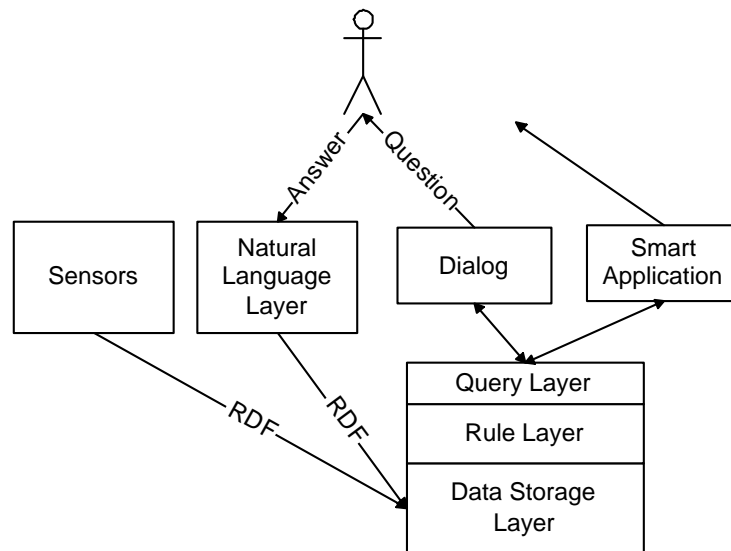 Answer
Question
Sensors
Natural
Language
Layer
Dialog
Smart
Application
RDF
RDF
Query Layer
Rule Layer
Data Storage
Layer